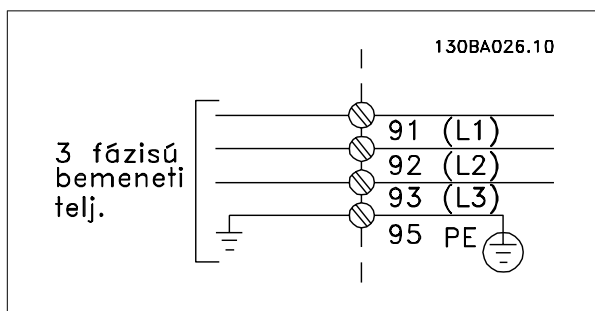 130BA026.10
3 fázisú
bemeneti
telj.
91 (L1)
92 (L2)
93 (L3)
95 PE